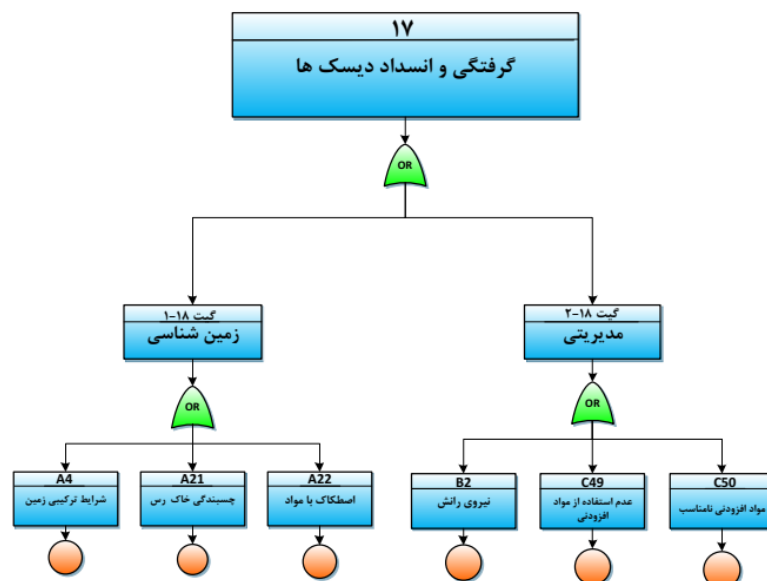 ۱۷
گرفتگی و انسداد دیسک ها
OR
گیت ۱۸-۱
زمین شناسی
گیت ۱۸-۲
مدیریتی
OR
OR
A4
شرایط ترکیبی زمین
A21
چسبندگی خاک رس
A22
اصطکاک با مواد
B2
نیروی رانش
C49
عدم استفاده از مواد
افزودنی
C50
مواد افزودنی نامناسب